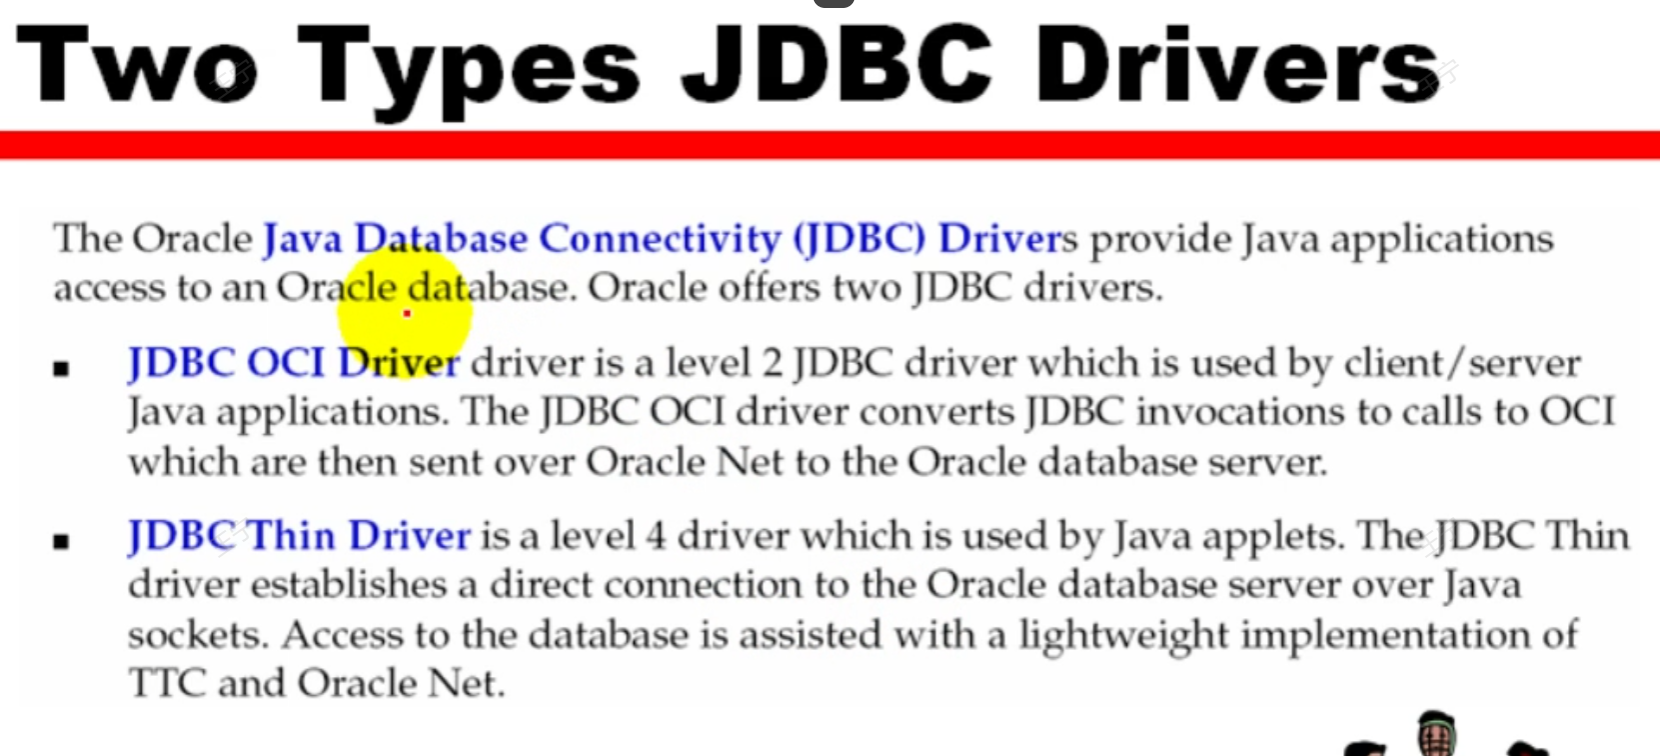 Two Types JDBC Drivers
The Oracle Java Database Connectivity (JDBC) Drivers provide Java applications
access to an Oracle database. Oracle offers two JDBC drivers.
■ JDBC OCI Driver driver is a level 2 JDBC driver which is used by client/server
Java applications. The JDBC OCI driver converts JDBC invocations to calls to OCI
which are then sent over Oracle Net to the Oracle database server.
■ JDBC Thin Driver is a level 4 driver which is used by Java applets. The JDBC Thin
driver establishes a direct connection to the Oracle database server over Java
sockets. Access to the database is assisted with a lightweight implementation of
TTC and Oracle Net.